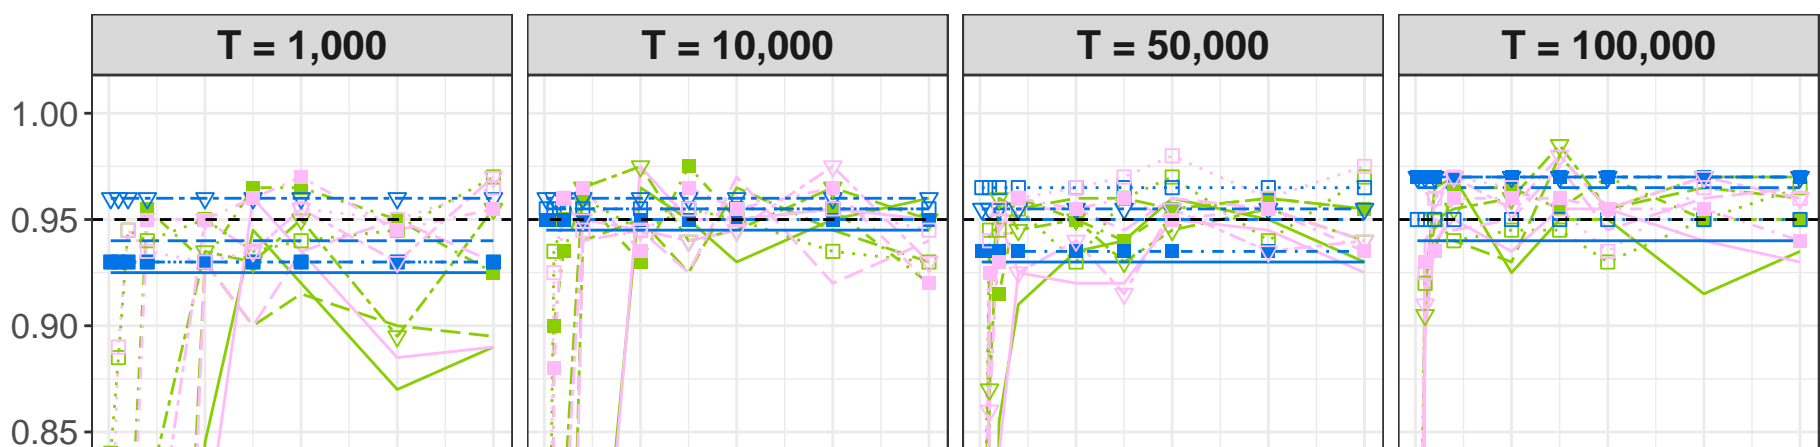 T = 1,000
T = 10,000
T = 50,000
T = 100,000
1.00
0.95
0.90
0.85